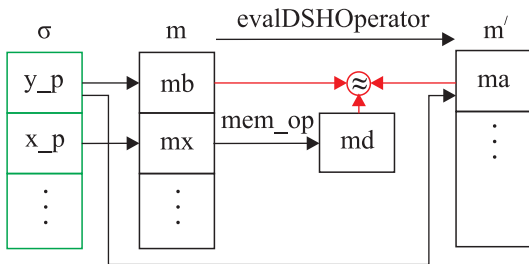 evalDSHOperator
σ m m′
y_p mb ≈ ma
x_p mx mem_op md
⋮ ⋮ ⋮